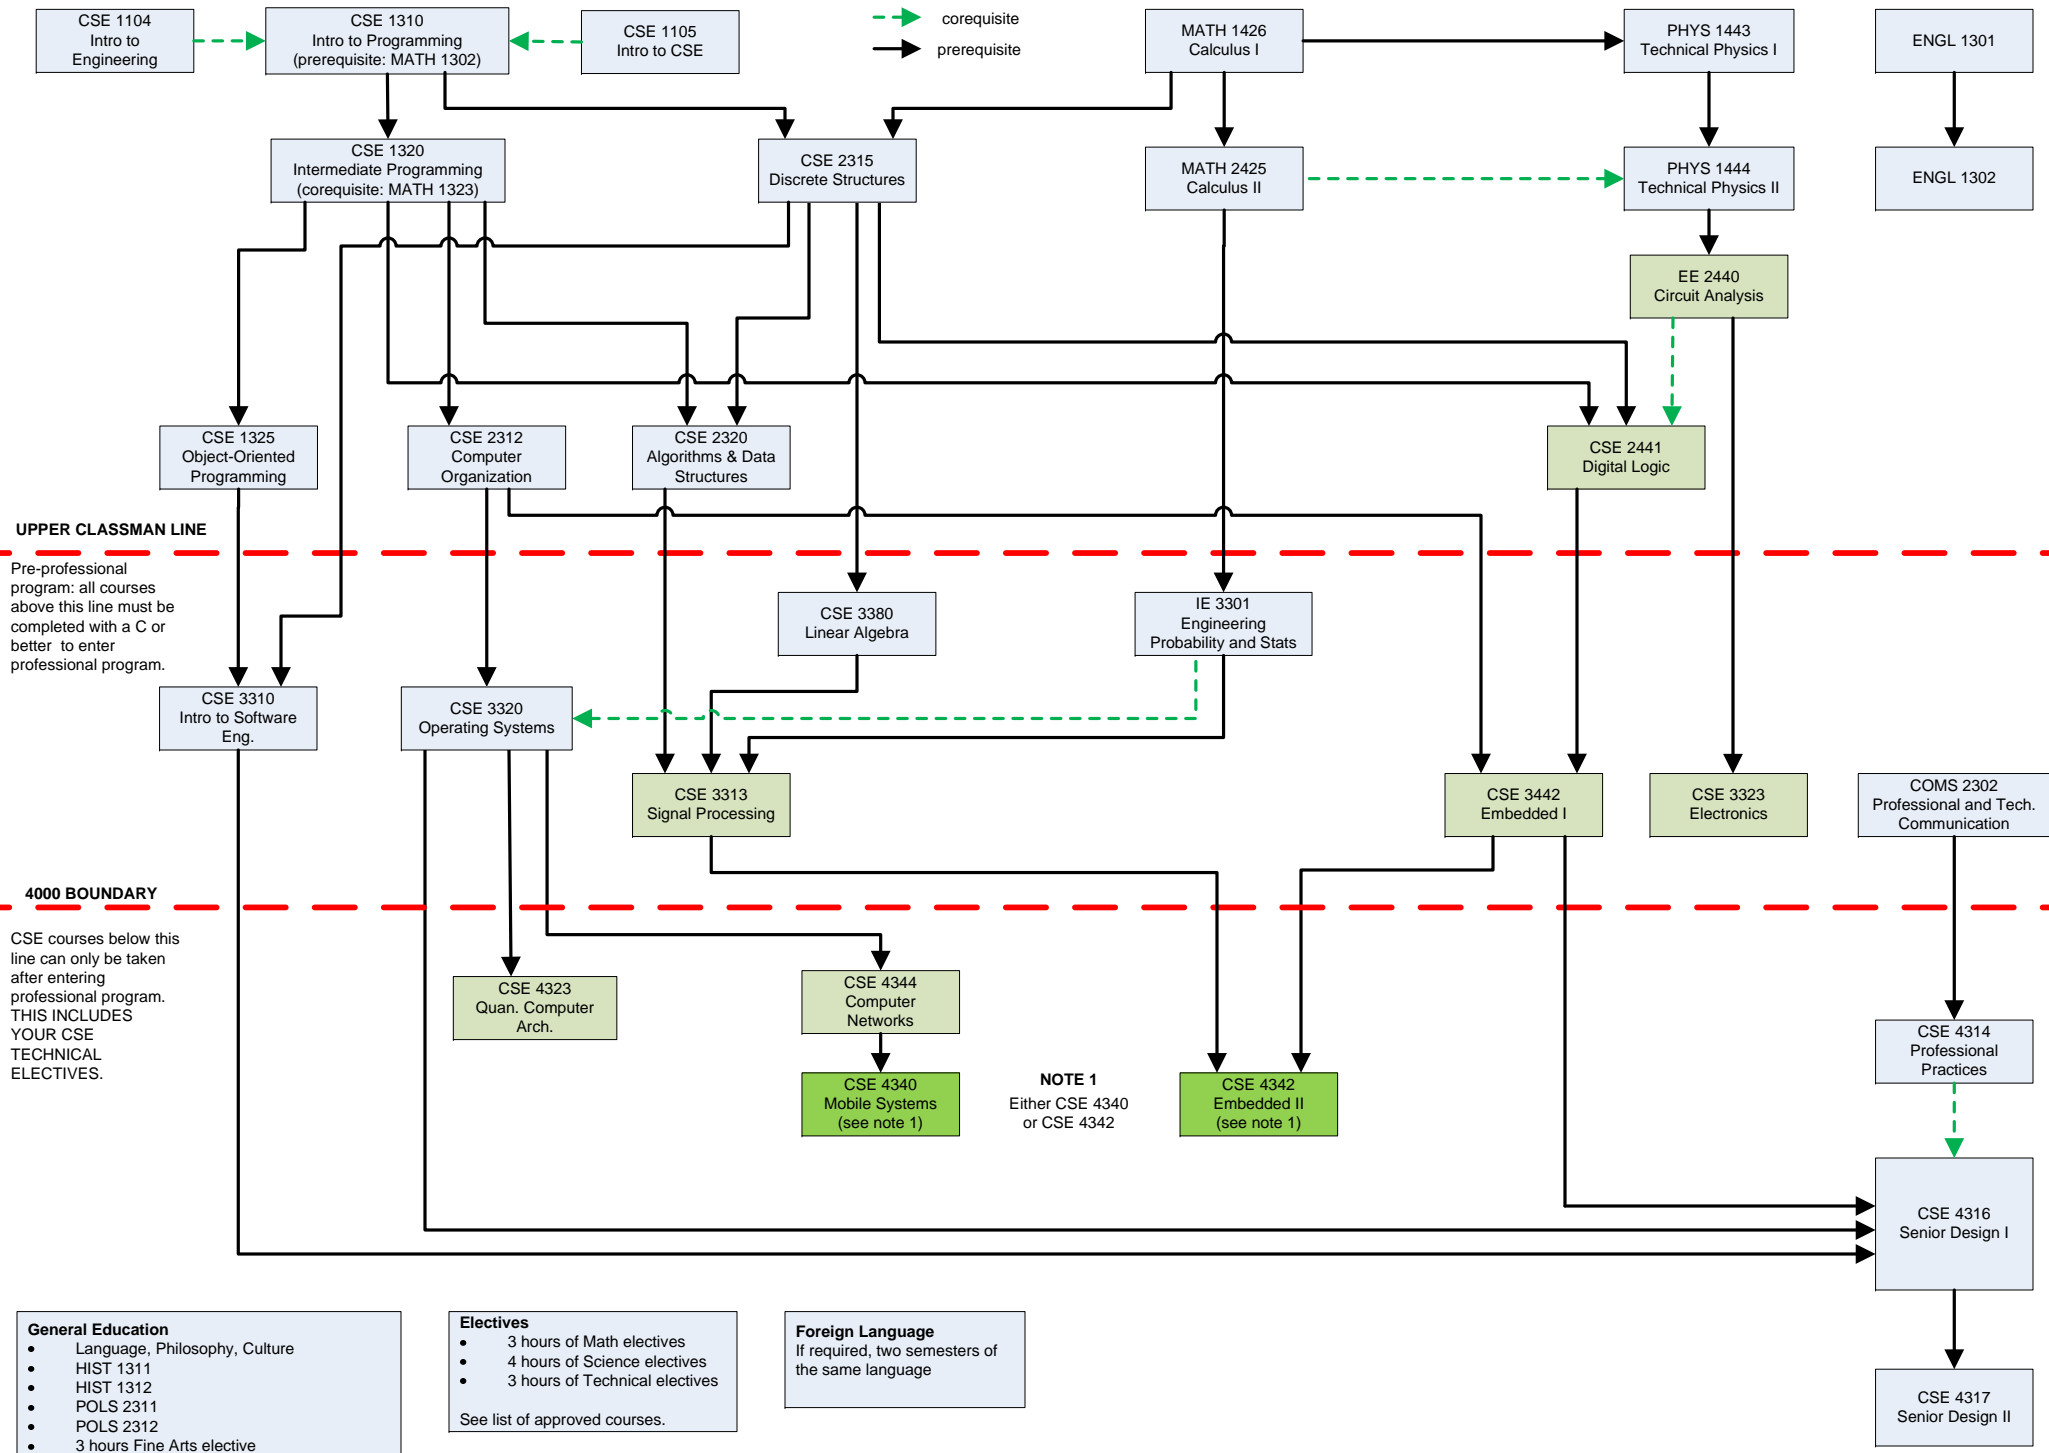 CSE 1104
Intro to
Engineering
CSE 1310
Intro to Programming
(prerequisite: MATH 1302)
CSE 1105
Intro to CSE
corequisite
prerequisite
MATH 1426
Calculus I
PHYS 1443
Technical Physics I
ENGL 1301
CSE 1320
Intermediate Programming
(corequisite: MATH 1323)
CSE 2315
Discrete Structures
MATH 2425
Calculus II
PHYS 1444
Technical Physics II
ENGL 1302
EE 2440
Circuit Analysis
CSE 1325
Object-Oriented
Programming
CSE 2312
Computer
Organization
CSE 2320
Algorithms & Data
Structures
CSE 2441
Digital Logic
UPPER CLASSMAN LINE
Pre-professional
program: all courses
above this line must be
completed with a C or
better to enter
professional program.
CSE 3380
Linear Algebra
IE 3301
Engineering
Probability and Stats
CSE 3310
Intro to Software
Eng.
CSE 3320
Operating Systems
CSE 3313
Signal Processing
CSE 3442
Embedded I
CSE 3323
Electronics
COMS 2302
Professional and Tech.
Communication
4000 BOUNDARY
CSE courses below this
line can only be taken
after entering
professional program.
THIS INCLUDES
YOUR CSE
TECHNICAL
ELECTIVES.
CSE 4323
Quan. Computer
Arch.
CSE 4344
Computer
Networks
CSE 4314
Professional
Practices
CSE 4340
Mobile Systems
(see note 1)
NOTE 1
Either CSE 4340
or CSE 4342
CSE 4342
Embedded II
(see note 1)
CSE 4316
Senior Design I
General Education
• Language, Philosophy, Culture
• HIST 1311
• HIST 1312
• POLS 2311
• POLS 2312
• 3 hours Fine Arts elective
Electives
• 3 hours of Math electives
• 4 hours of Science electives
• 3 hours of Technical electives
See list of approved courses.
Foreign Language
If required, two semesters of
the same language
CSE 4317
Senior Design II